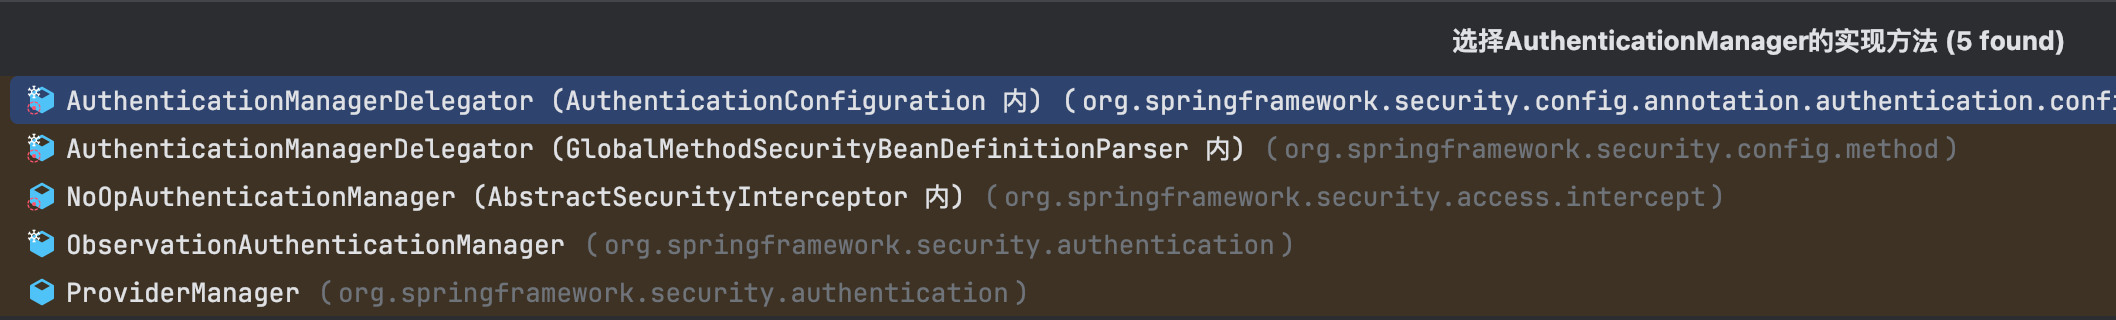 选择AuthenticationManager的实现方法 (5 found)
AuthenticationManagerDelegator (AuthenticationConfiguration 内) (org.springframework.security.config.annotation.authentication.confi
AuthenticationManagerDelegator (GlobalMethodSecurityBeanDefinitionParser 内) (org.springframework.security.config.method)
NoOpAuthenticationManager (AbstractSecurityInterceptor 内) (org.springframework.security.access.intercept)
ObservationAuthenticationManager (org.springframework.security.authentication)
ProviderManager (org.springframework.security.authentication)